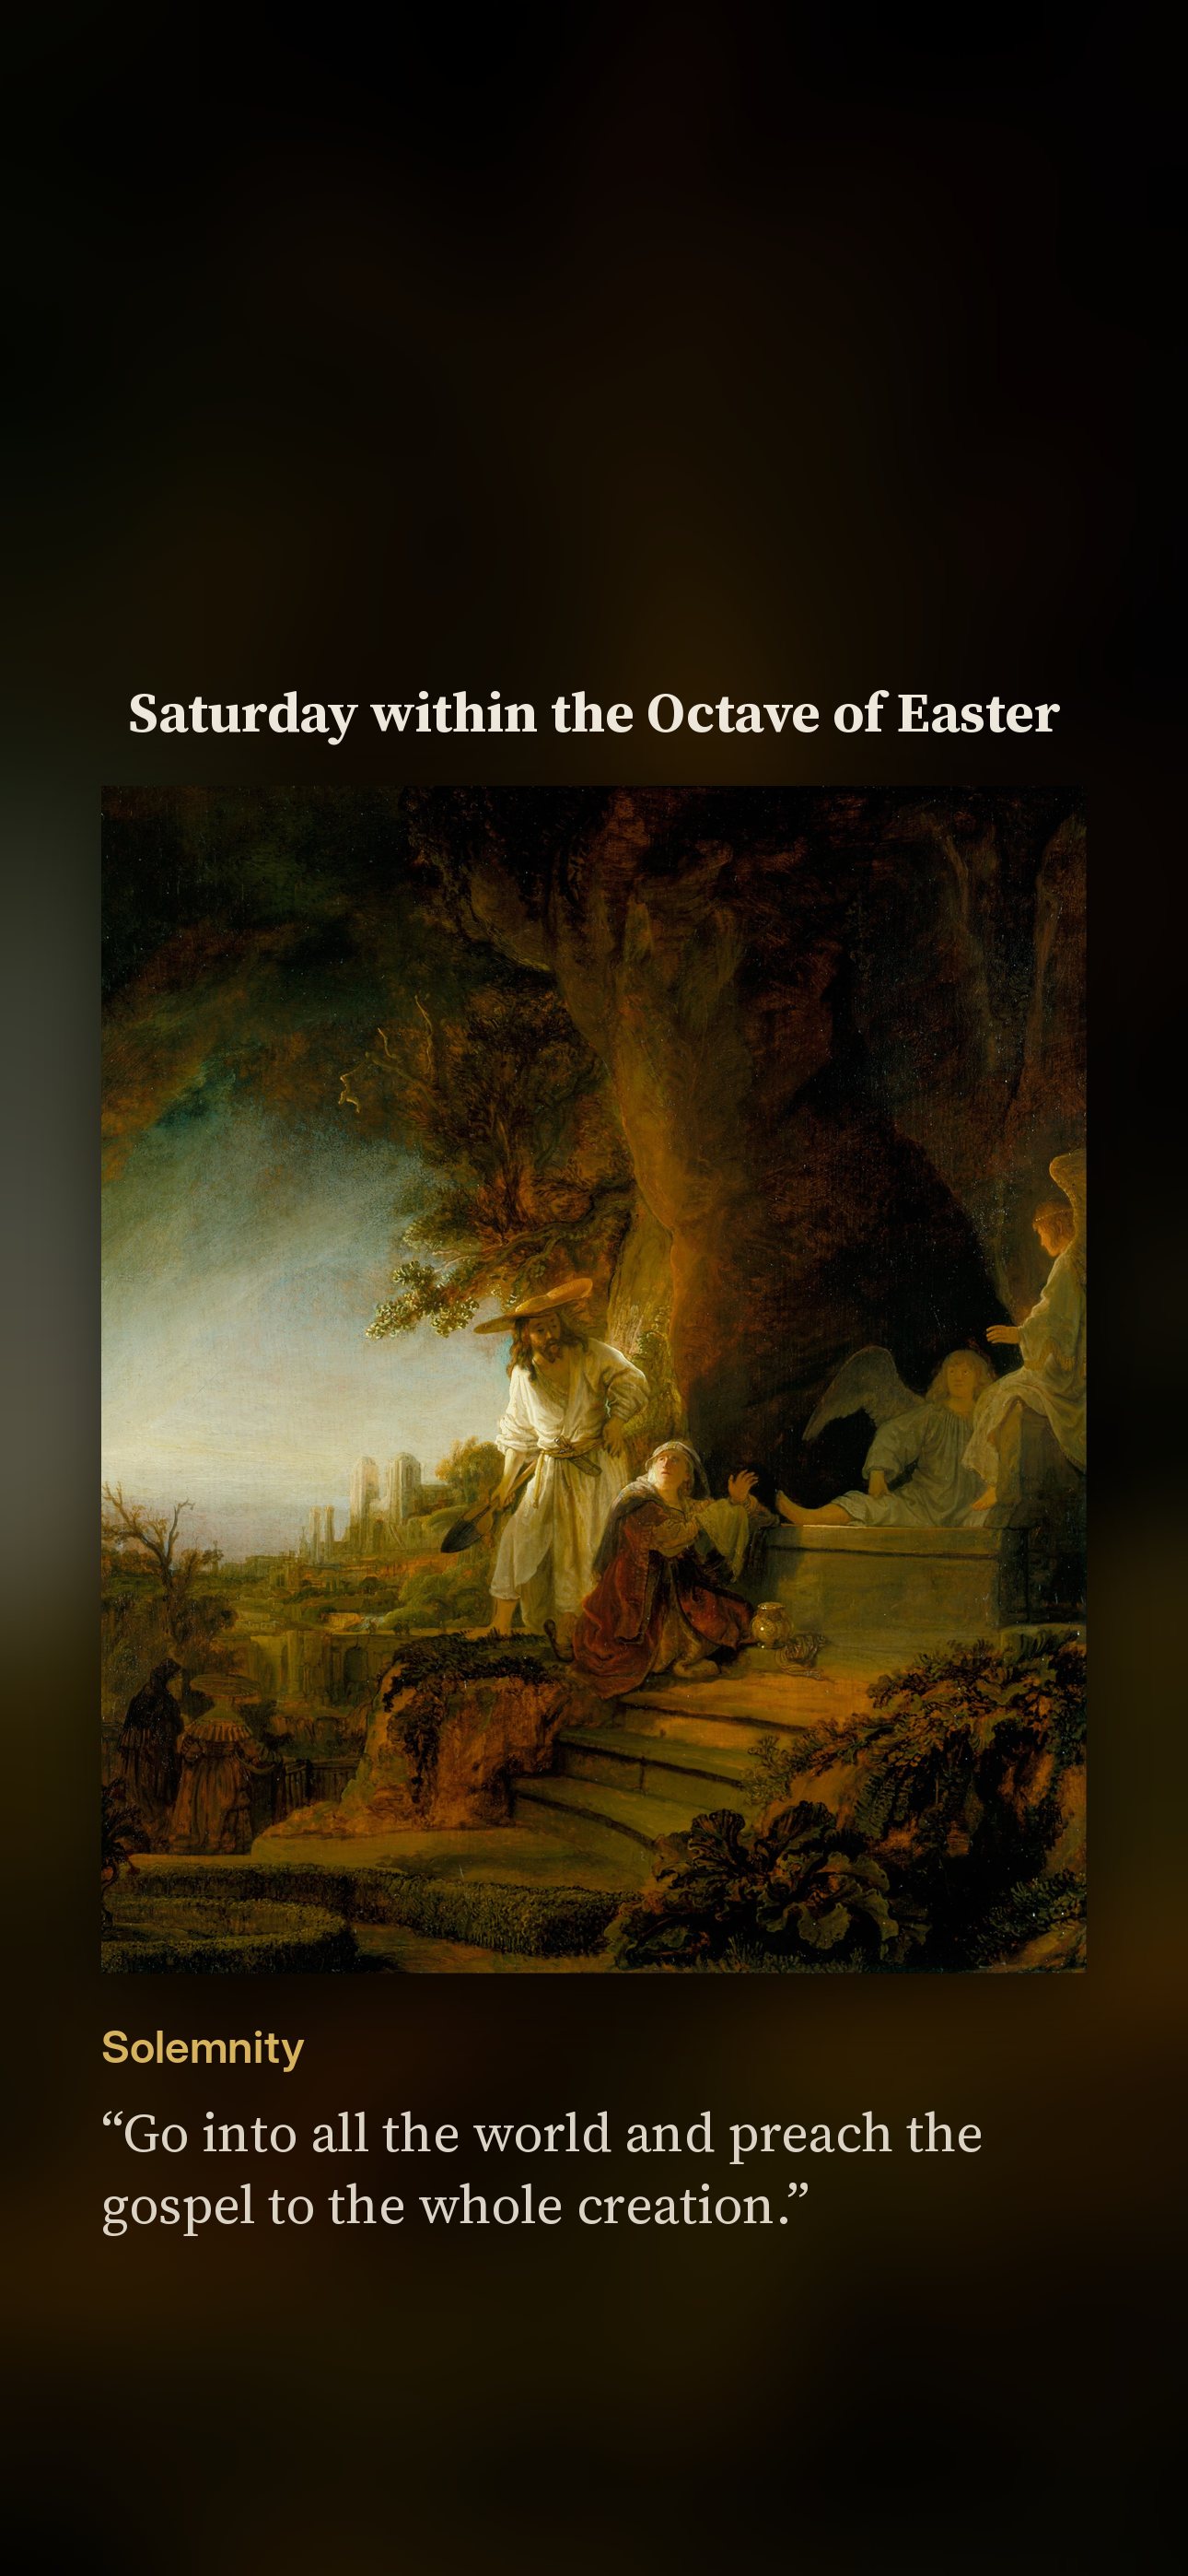 Saturday within the Octave of Easter
Solemnity
“Go into all the world and preach the
gospel to the whole creation.”